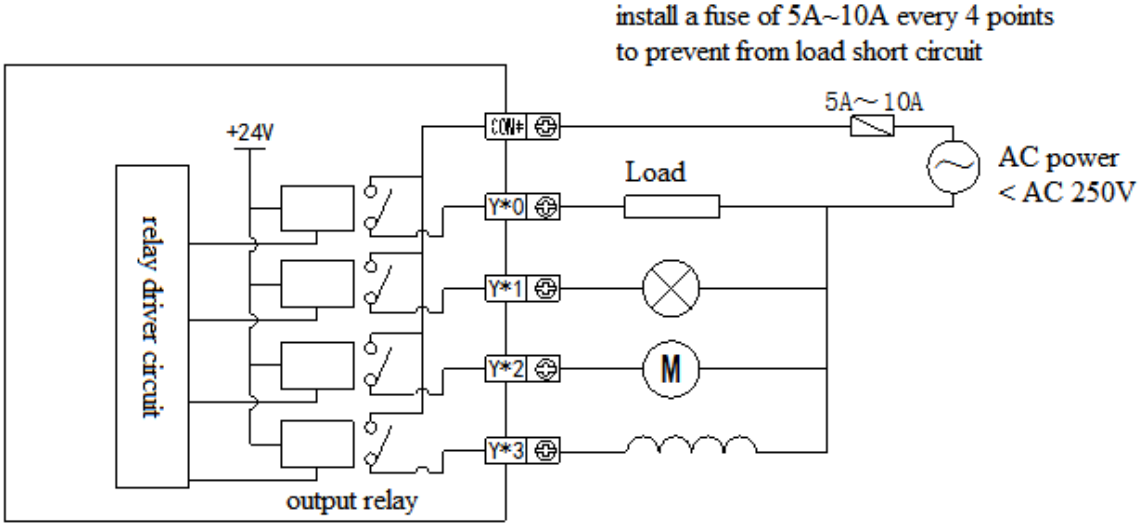 install a fuse of 5A~10A every 4 points
to prevent from load short circuit
5A～10A
COM*
+24V
AC power
< AC 250V
Load
Y*0
relay driver circuit
Y*1
Y*2
M
Y*3
output relay